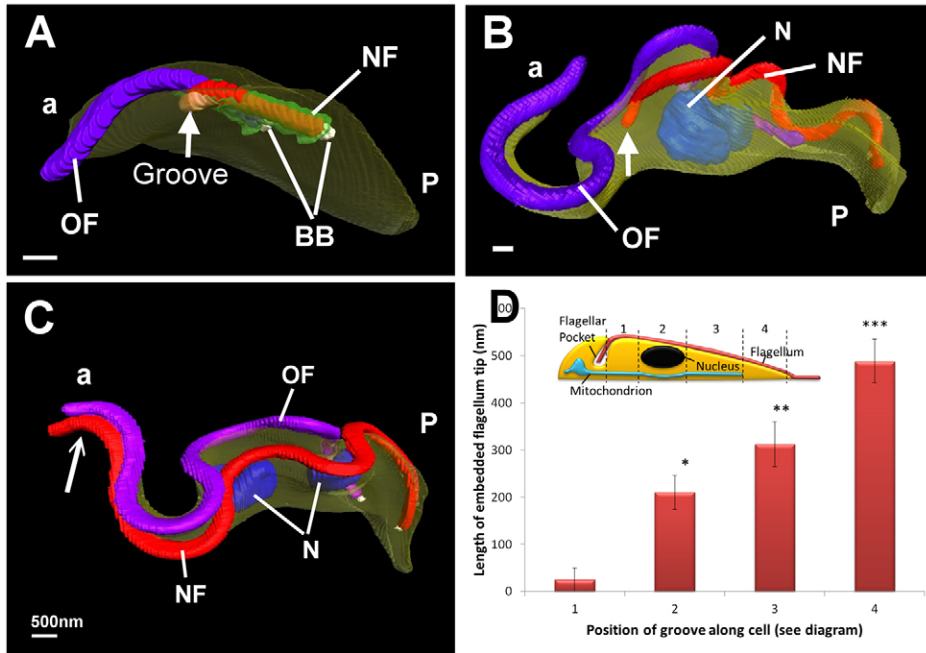 A
NF
a
Groove
P
OF
BB
B
N
a
NF
P
OF
C
a
OF
P
N
NF
500nm
D
Length of embedded flagellum tip (nm)
500
400
300
200
100
0
Flagellar
Pocket
1 2 3 4
Flagellum
Nucleus
Mitochondrion
*
**
***
1 2 3 4
Position of groove along cell (see diagram)